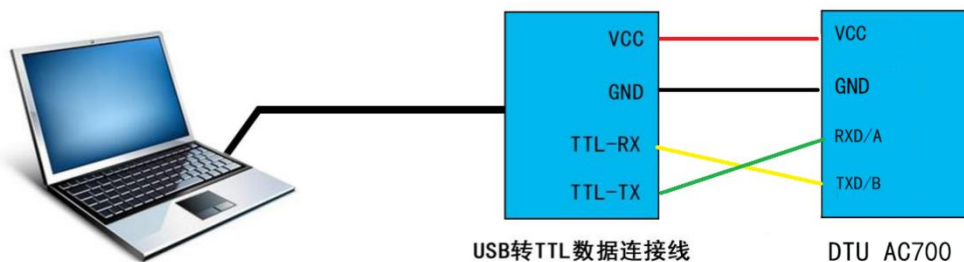 VCC
GND
TTL-RX
TTL-TX
USB转TTL数据连接线
VCC
GND
RXD/A
TXD/B
DTU AC700